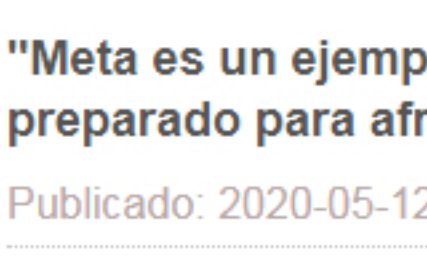 "Meta es un ejemp
preparado para afr
Publicado: 2020-05-12